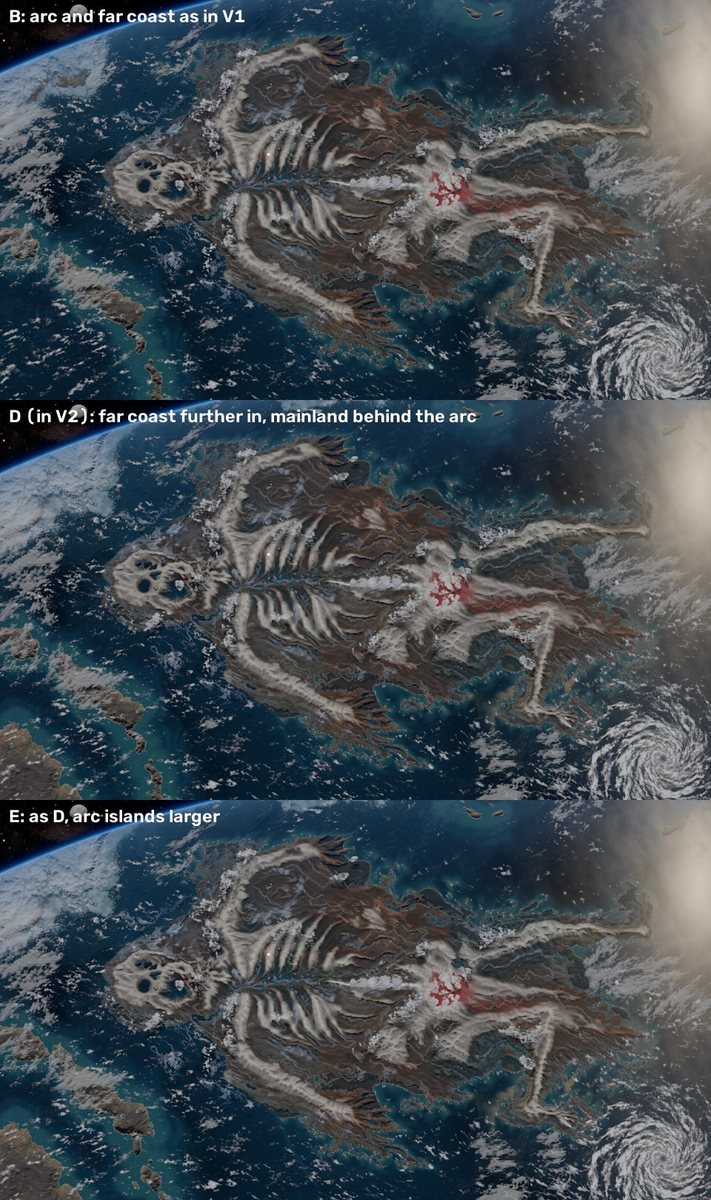 B: arc and far coast as in V1
D (in V2): far coast further in, mainland behind the arc
E: as D, arc islands larger